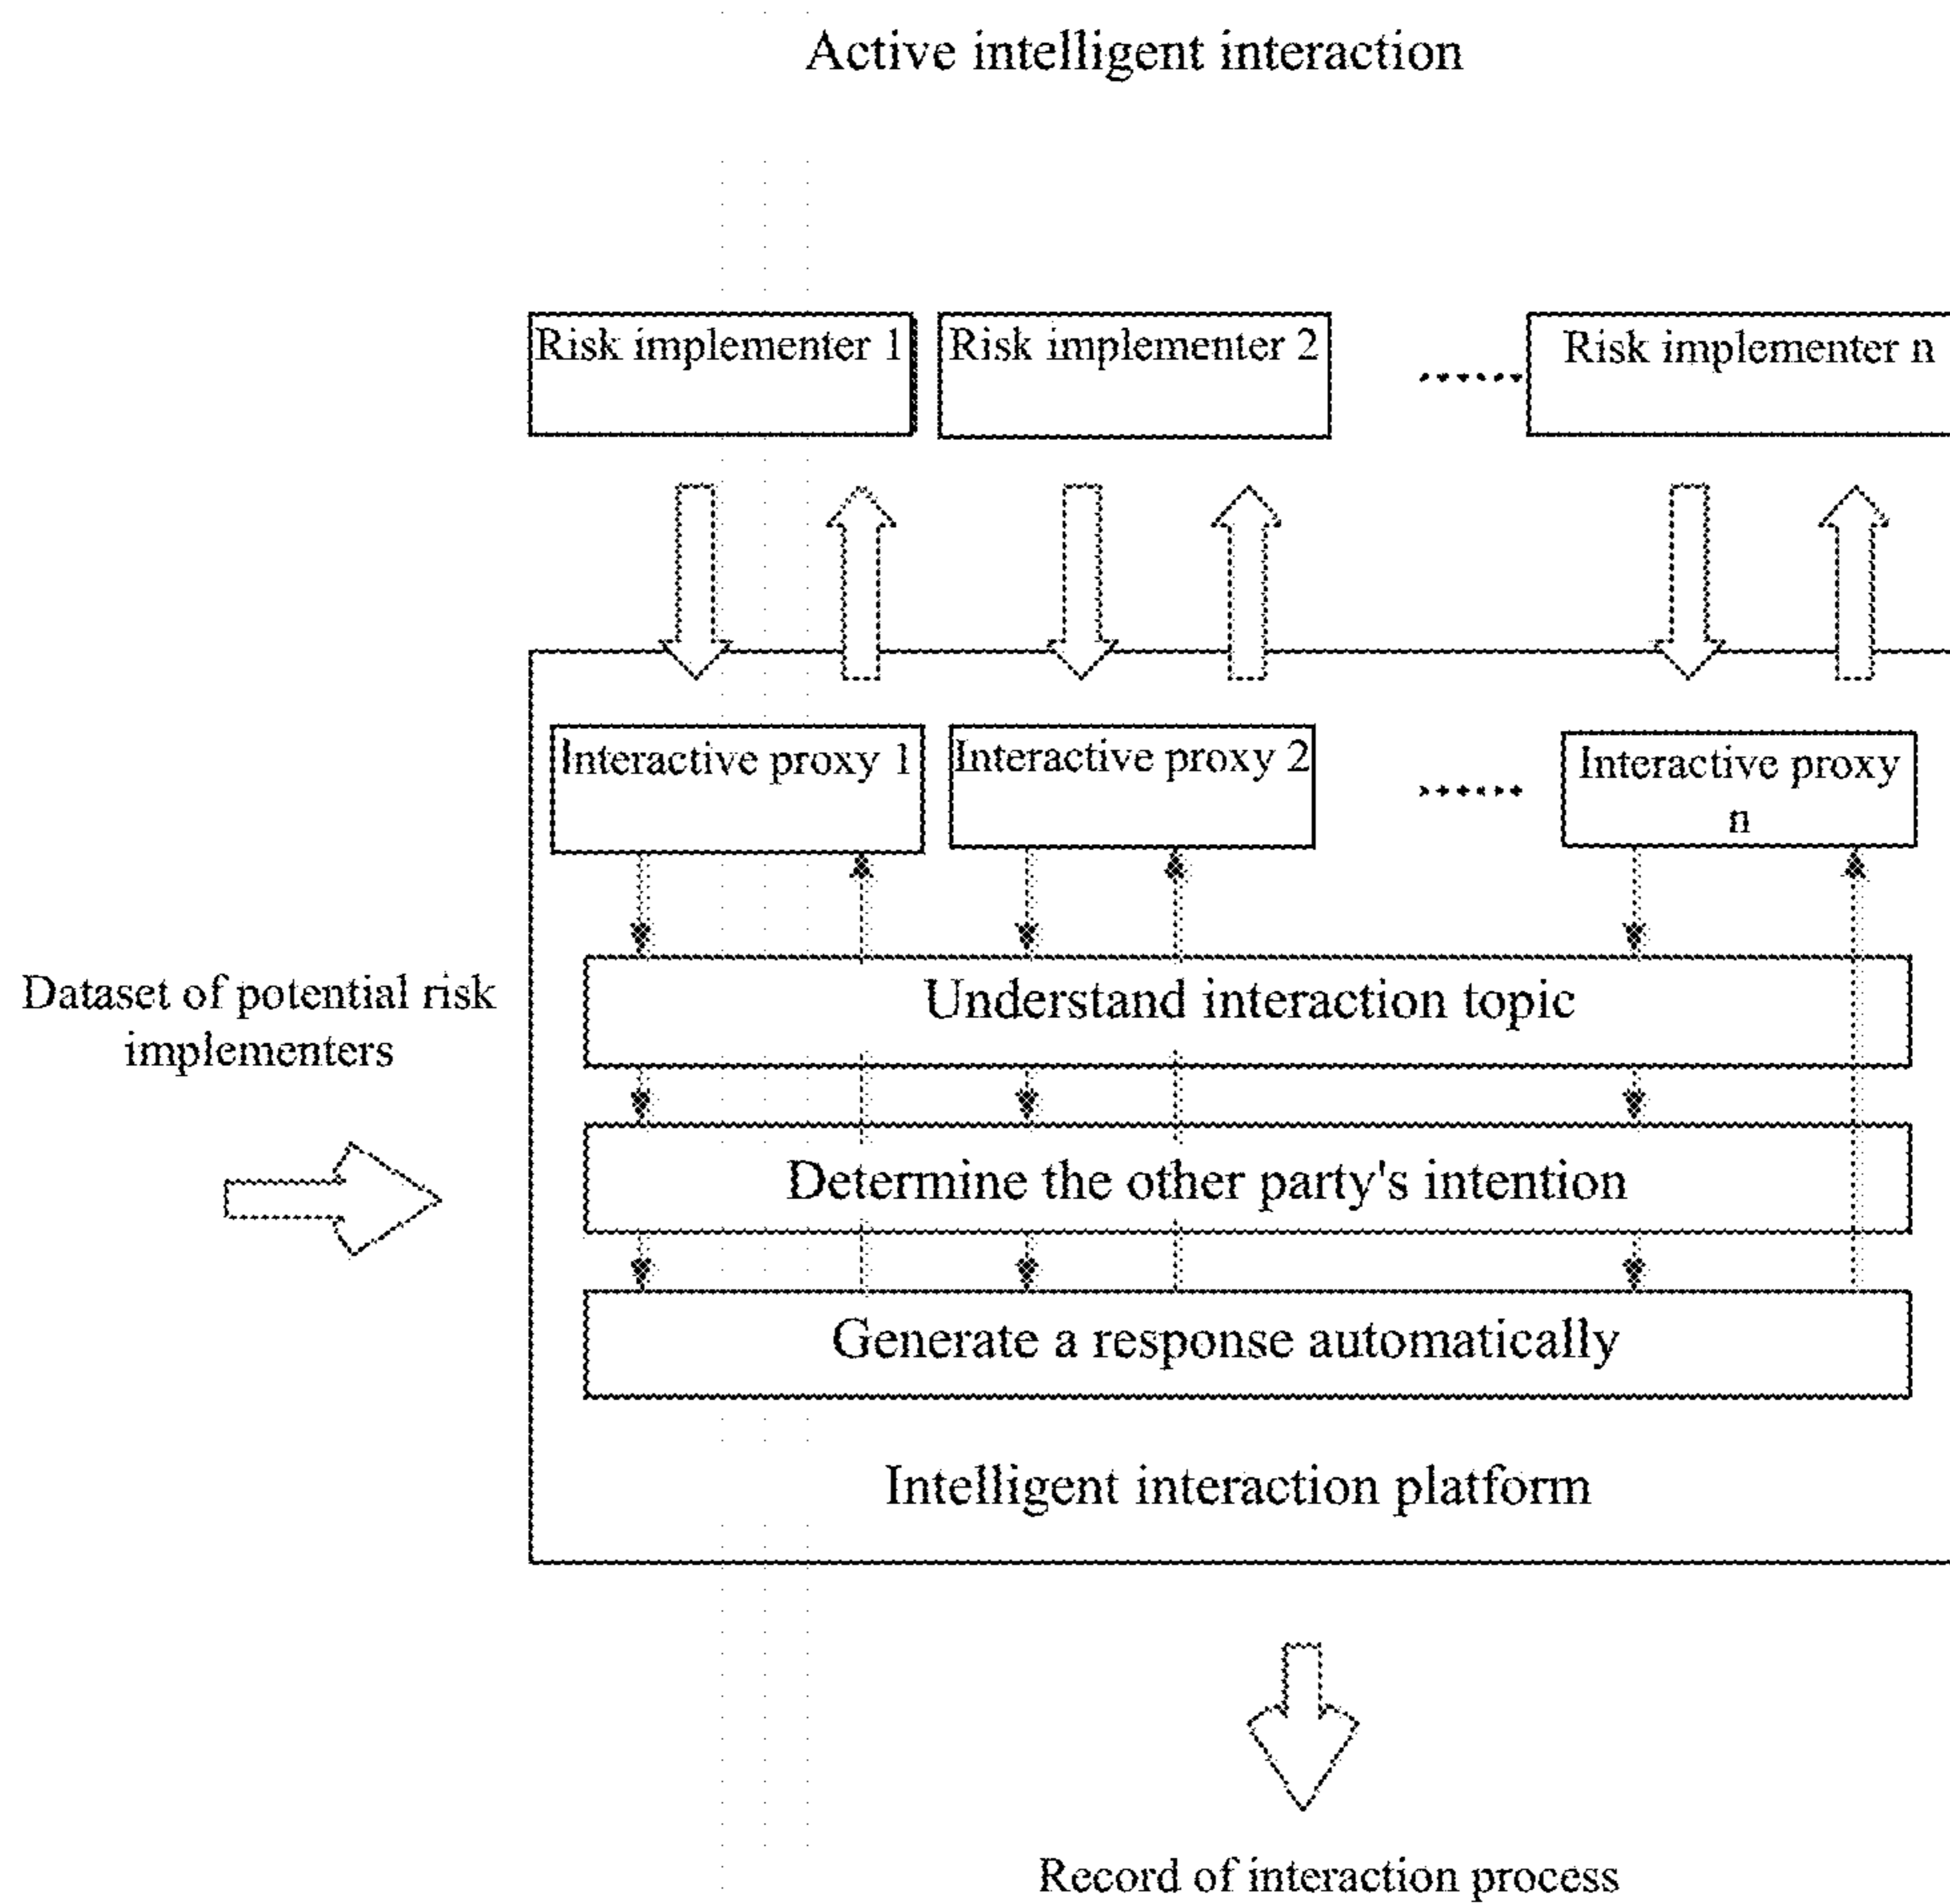 Active intelligent interaction
Risk implementer 1
Risk implementer 2
Risk implementer n
Interactive proxy 1
Interactive proxy 2
Interactive proxy
n
Understand interaction topic
Dataset of potential risk
implementers
Determine the other party's intention
Generate a response automatically
Intelligent interaction platform
Record of interaction process